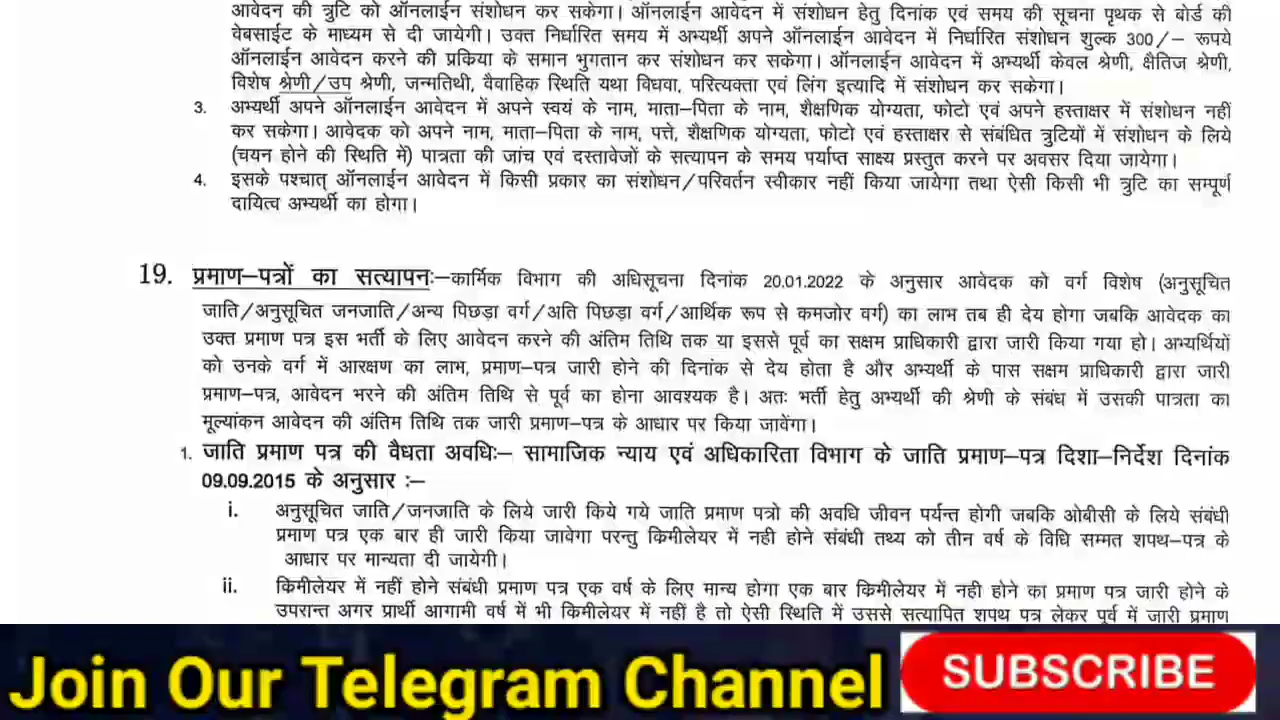 आवेदन की त्रुटि को ऑनलाईन संशोधन कर सकेगा। ऑनलाईन आवेदन में संशोधन हेतु दिनांक एवं समय की सूचना पृथक से बोर्ड की
वेबसाईट के माध्यम से दी जायेगी। उक्त निर्धारित समय में अभ्यर्थी अपने ऑनलाईन आवेदन में निर्धारित संशोधन शुल्क 300/– रूपये
ऑनलाईन आवेदन करने की प्रकिया के समान भुगतान कर संशोधन कर सकेगा। ऑनलाईन आवेदन में अभ्यर्थी केवल श्रेणी, क्षैतिज श्रेणी,
विशेष श्रेणी/उप श्रेणी, जन्मतिथी, वैवाहिक स्थिति यथा विधवा, परित्यक्ता एवं लिंग इत्यादि में संशोधन कर सकेगा।
3. अभ्यर्थी अपने ऑनलाईन आवेदन में अपने स्वयं के नाम, माता–पिता के नाम, शैक्षणिक योग्यता, फोटो एवं अपने हस्ताक्षर में संशोधन नहीं
कर सकेगा। आवेदक को अपने नाम, माता–पिता के नाम, पत्ते, शैक्षणिक योग्यता, फोटो एवं हस्ताक्षर से संबंधित त्रुटियों में संशोधन के लिये
(चयन होने की स्थिति में) पात्रता की जांच एवं दस्तावेजों के सत्यापन के समय पर्याप्त साक्ष्य प्रस्तुत करने पर अवसर दिया जायेगा।
4. इसके पश्चात् ऑनलाईन आवेदन में किसी प्रकार का संशोधन/परिवर्तन स्वीकार नहीं किया जायेगा तथा ऐसी किसी भी त्रुटि का सम्पूर्ण
दायित्व अभ्यर्थी का होगा।
19. प्रमाण–पत्रों का सत्यापनः–कार्मिक विभाग की अधिसूचना दिनांक 20.01.2022 के अनुसार आवेदक को वर्ग विशेष (अनुसूचित
जाति/अनुसूचित जनजाति/अन्य पिछड़ा वर्ग/अति पिछड़ा वर्ग/आर्थिक रूप से कमजोर वर्ग) का लाभ तब ही देय होगा जबकि आवेदक का
उक्त प्रमाण पत्र इस भर्ती के लिए आवेदन करने की अंतिम तिथि तक या इससे पूर्व का सक्षम प्राधिकारी द्वारा जारी किया गया हो। अभ्यर्थियों
को उनके वर्ग में आरक्षण का लाभ, प्रमाण–पत्र जारी होने की दिनांक से देय होता है और अभ्यर्थी के पास सक्षम प्राधिकारी द्वारा जारी
प्रमाण–पत्र, आवेदन भरने की अंतिम तिथि से पूर्व का होना आवश्यक है। अतः भर्ती हेतु अभ्यर्थी की श्रेणी के संबंध में उसकी पात्रता का
मूल्यांकन आवेदन की अंतिम तिथि तक जारी प्रमाण–पत्र के आधार पर किया जावेंगा।
1. जाति प्रमाण पत्र की वैधता अवधिः– सामाजिक न्याय एवं अधिकारिता विभाग के जाति प्रमाण–पत्र दिशा–निर्देश दिनांक
09.09.2015 के अनुसार :–
i. अनुसूचित जाति/जनजाति के लिये जारी किये गये जाति प्रमाण पत्रो की अवधि जीवन पर्यन्त होगी जबकि ओबीसी के लिये संबंधी
प्रमाण पत्र एक बार ही जारी किया जावेगा परन्तु किमीलेयर में नही होने संबंधी तथ्य को तीन वर्ष के विधि सम्मत शपथ–पत्र के
आधार पर मान्यता दी जायेगी।
ii. किमीलेयर में नहीं होने संबंधी प्रमाण पत्र एक वर्ष के लिए मान्य होगा एक बार किमीलेयर में नही होने का प्रमाण पत्र जारी होने के
उपरान्त अगर प्रार्थी आगामी वर्ष में भी किमीलेयर में नहीं है तो ऐसी स्थिति में उससे सत्यापित शपथ पत्र लेकर पूर्व में जारी प्रमाण
Join Our Telegram Channel SUBSCRIBE